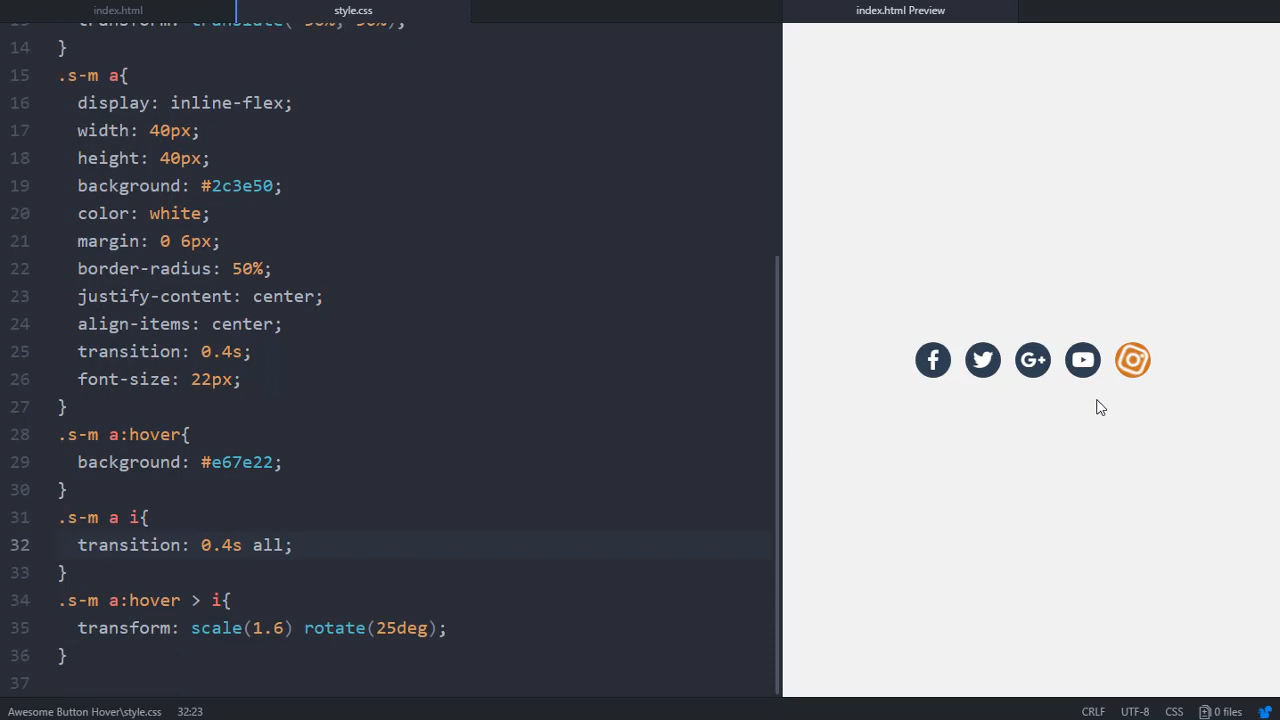 index.html
style.css
index.html Preview
14 }
15 .s-m a{
16 display: inline-flex;
17 width: 40px;
18 height: 40px;
19 background: #2c3e50;
20 color: white;
21 margin: 0 6px;
22 border-radius: 50%;
23 justify-content: center;
24 align-items: center;
25 transition: 0.4s;
26 font-size: 22px;
27 }
28 .s-m a:hover{
29 background: #e67e22;
30 }
31 .s-m a i{
32 transition: 0.4s all;
33 }
34 .s-m a:hover > i{
35 transform: scale(1.6) rotate(25deg);
36 }
37
Awesome Button Hover\style.css 32:23
CRLF UTF-8 CSS 0 files